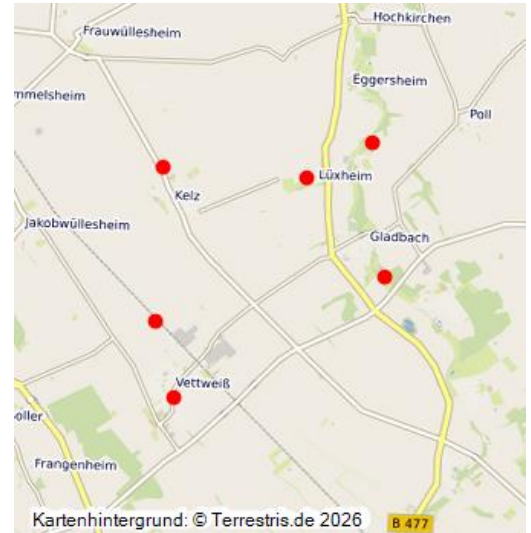 Hochkirchen
Frauwüllesheim
Eggersheim
mmelsheim
Poll
Lüxheim
Kelz
Jakobwüllesheim
Gladbach
Vettweiß
oller
Frangenheim
Kartenhintergrund: © Terrestris.de 2026
B 477